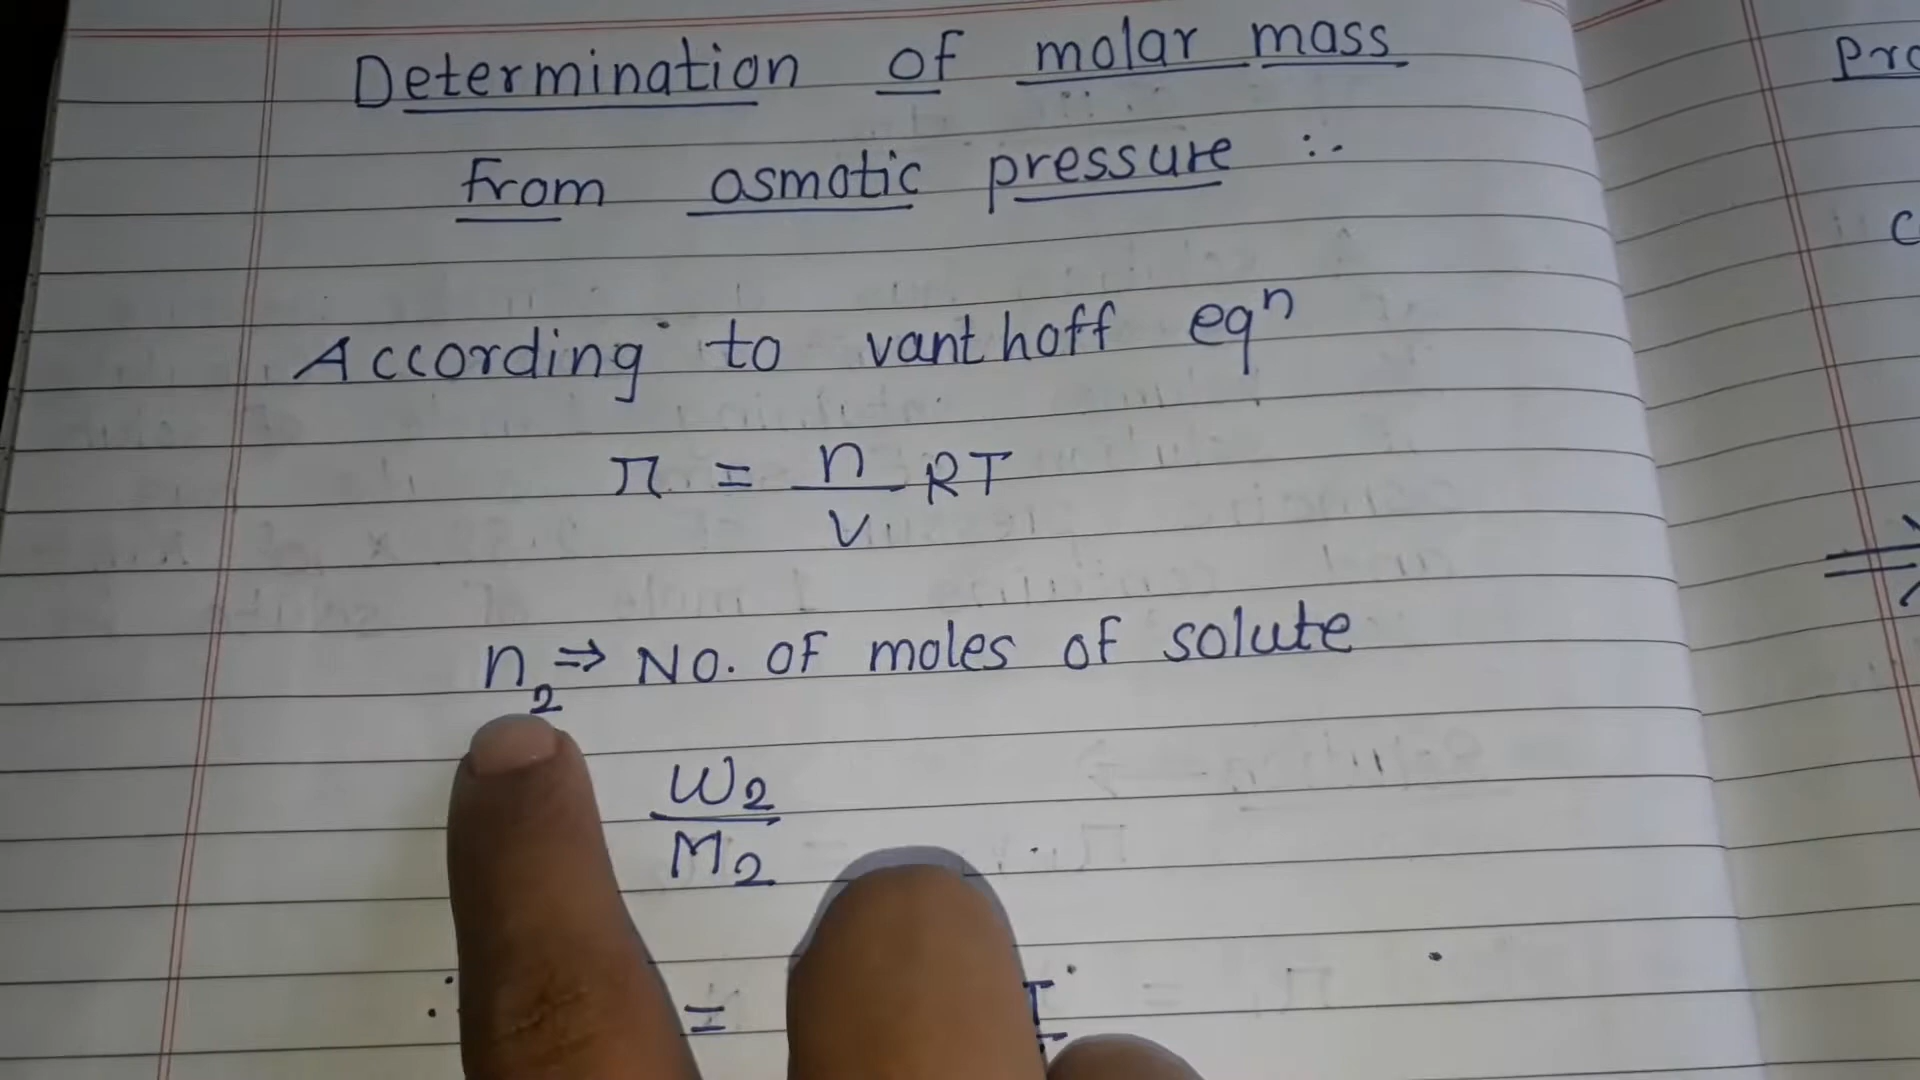 Determination of molar mass
From osmotic pressure :-
According to vant hoff eqⁿ
π = n/V RT
n₂ ⇒ No. of moles of solute
W₂/M₂
∴ =